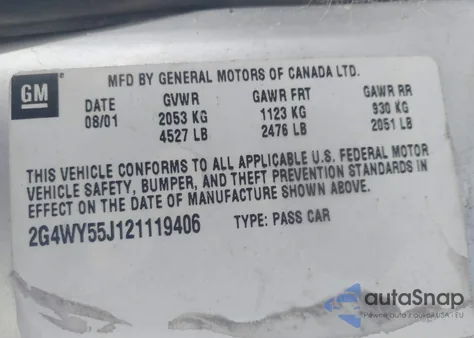 GM
MFD BY GENERAL MOTORS OF CANADA LTD.
DATE GVWR GAWR FRT GAWR RR
08/01 2053 KG 1123 KG 930 KG
4527 LB 2476 LB 2051 LB
THIS VEHICLE CONFORMS TO ALL APPLICABLE U.S. FEDERAL MOTOR
VEHICLE SAFETY, BUMPER, AND THEFT PREVENTION STANDARDS IN
EFFECT ON THE DATE OF MANUFACTURE SHOWN ABOVE.
2G4WY55J121119406 TYPE: PASS CAR
autoSnap